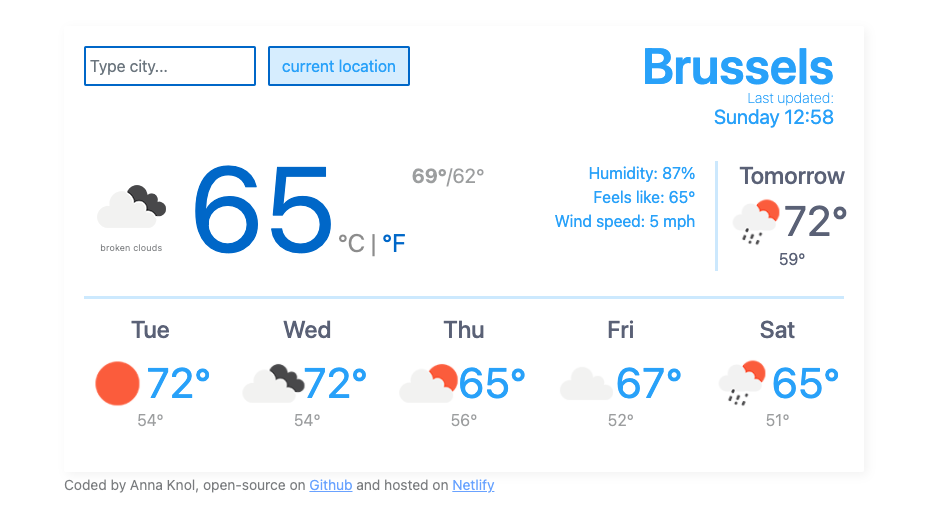 Type city...
current location
Brussels
Last updated:
Sunday 12:58
broken clouds
65
°C | °F
69°/62°
Humidity: 87%
Feels like: 65°
Wind speed: 5 mph
Tomorrow
72°
59°
Tue Wed Thu Fri Sat
72° 72° 65° 67° 65°
54° 54° 56° 52° 51°
Coded by Anna Knol, open-source on Github and hosted on Netlify